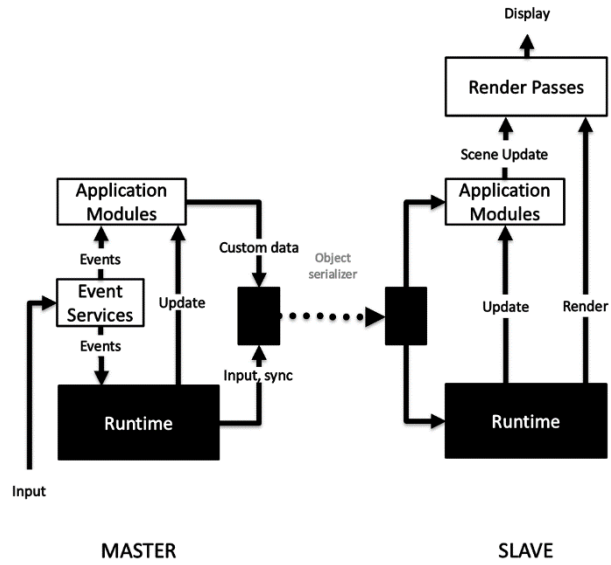 Display
Render Passes
Scene Update
Application
Modules
Application
Modules
Custom data
Object
serializer
Events
Event
Services
Update
Update
Render
Events
Input, sync
Runtime
Runtime
Input
MASTER
SLAVE